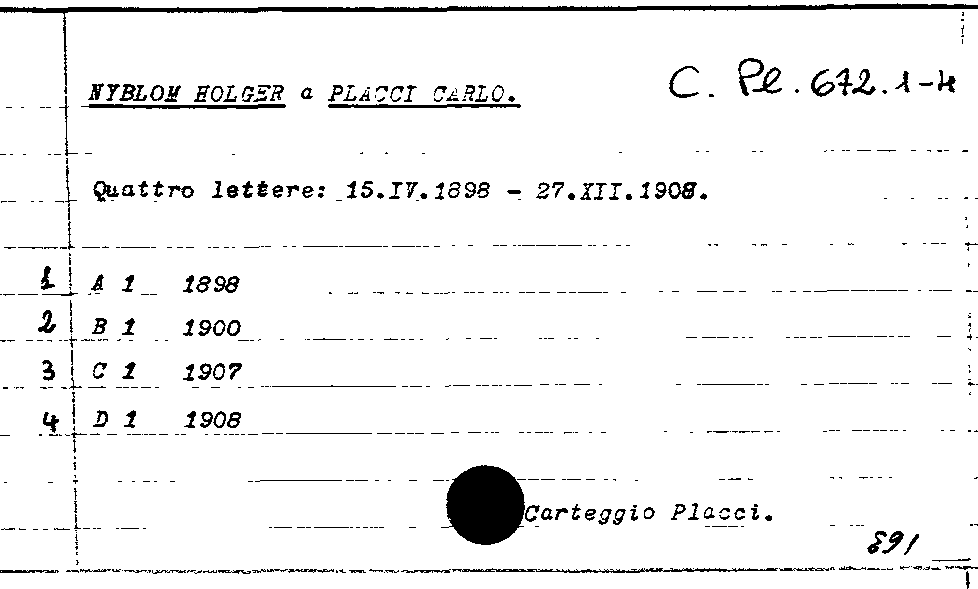 NYBLOM HOLGER a PLACCI CARLO. C. Pl. 672.1-4
Quattro lettere: 15.IV.1898 - 27.XII.1908.
1 A 1 1898
2 B 1 1900
3 C 1 1907
4 D 1 1908
Carteggio Placci.
891